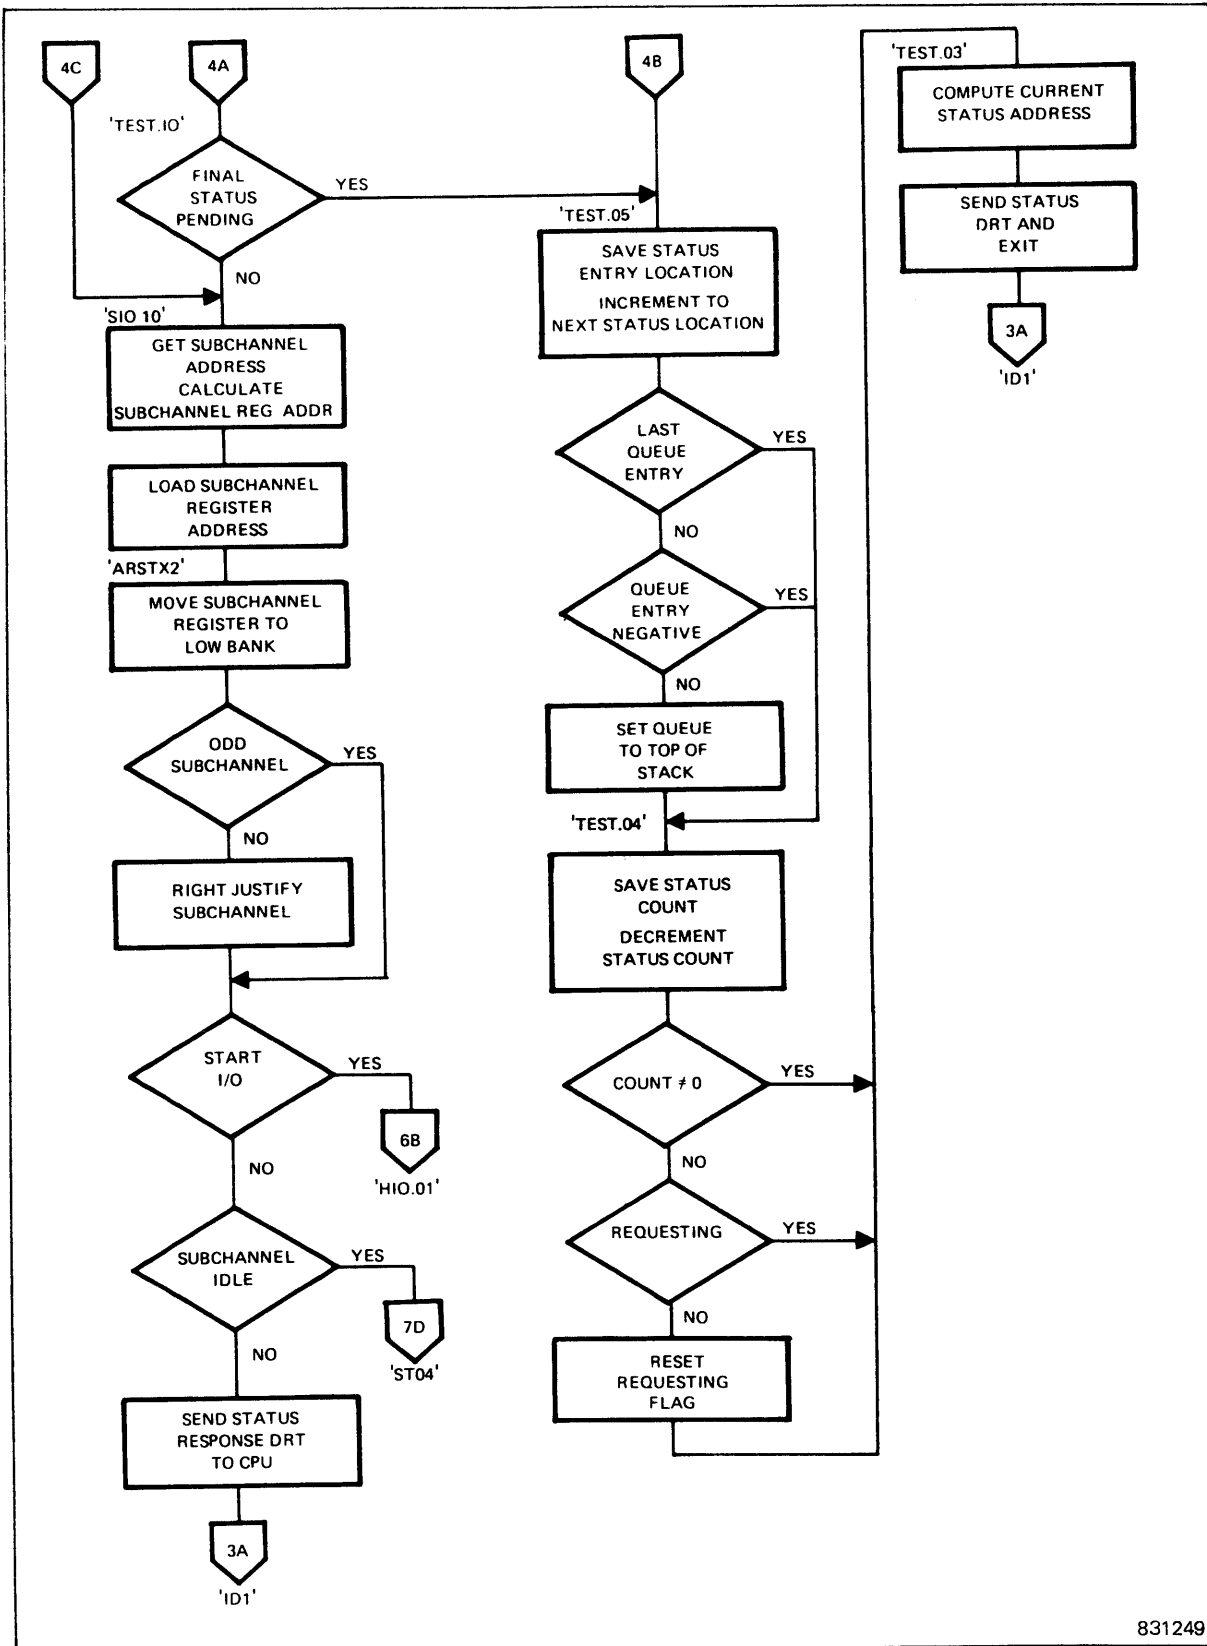 4C
4A
'TEST.IO'
FINAL
STATUS
PENDING
YES
NO
'SIO 10'
GET SUBCHANNEL
ADDRESS
CALCULATE
SUBCHANNEL REG ADDR
LOAD SUBCHANNEL
REGISTER
ADDRESS
'ARSTX2'
MOVE SUBCHANNEL
REGISTER TO
LOW BANK
ODD
SUBCHANNEL
YES
NO
RIGHT JUSTIFY
SUBCHANNEL
START
I/O
YES
6B
'HIO.01'
NO
SUBCHANNEL
IDLE
YES
7D
'ST04'
NO
SEND STATUS
RESPONSE DRT
TO CPU
3A
'ID1'
4B
'TEST.05'
SAVE STATUS
ENTRY LOCATION
INCREMENT TO
NEXT STATUS LOCATION
LAST
QUEUE
ENTRY
YES
NO
QUEUE
ENTRY
NEGATIVE
YES
NO
SET QUEUE
TO TOP OF
STACK
'TEST.04'
SAVE STATUS
COUNT
DECREMENT
STATUS COUNT
COUNT ≠ 0
YES
NO
REQUESTING
YES
NO
RESET
REQUESTING
FLAG
'TEST.03'
COMPUTE CURRENT
STATUS ADDRESS
SEND STATUS
DRT AND
EXIT
3A
'ID1'
831249